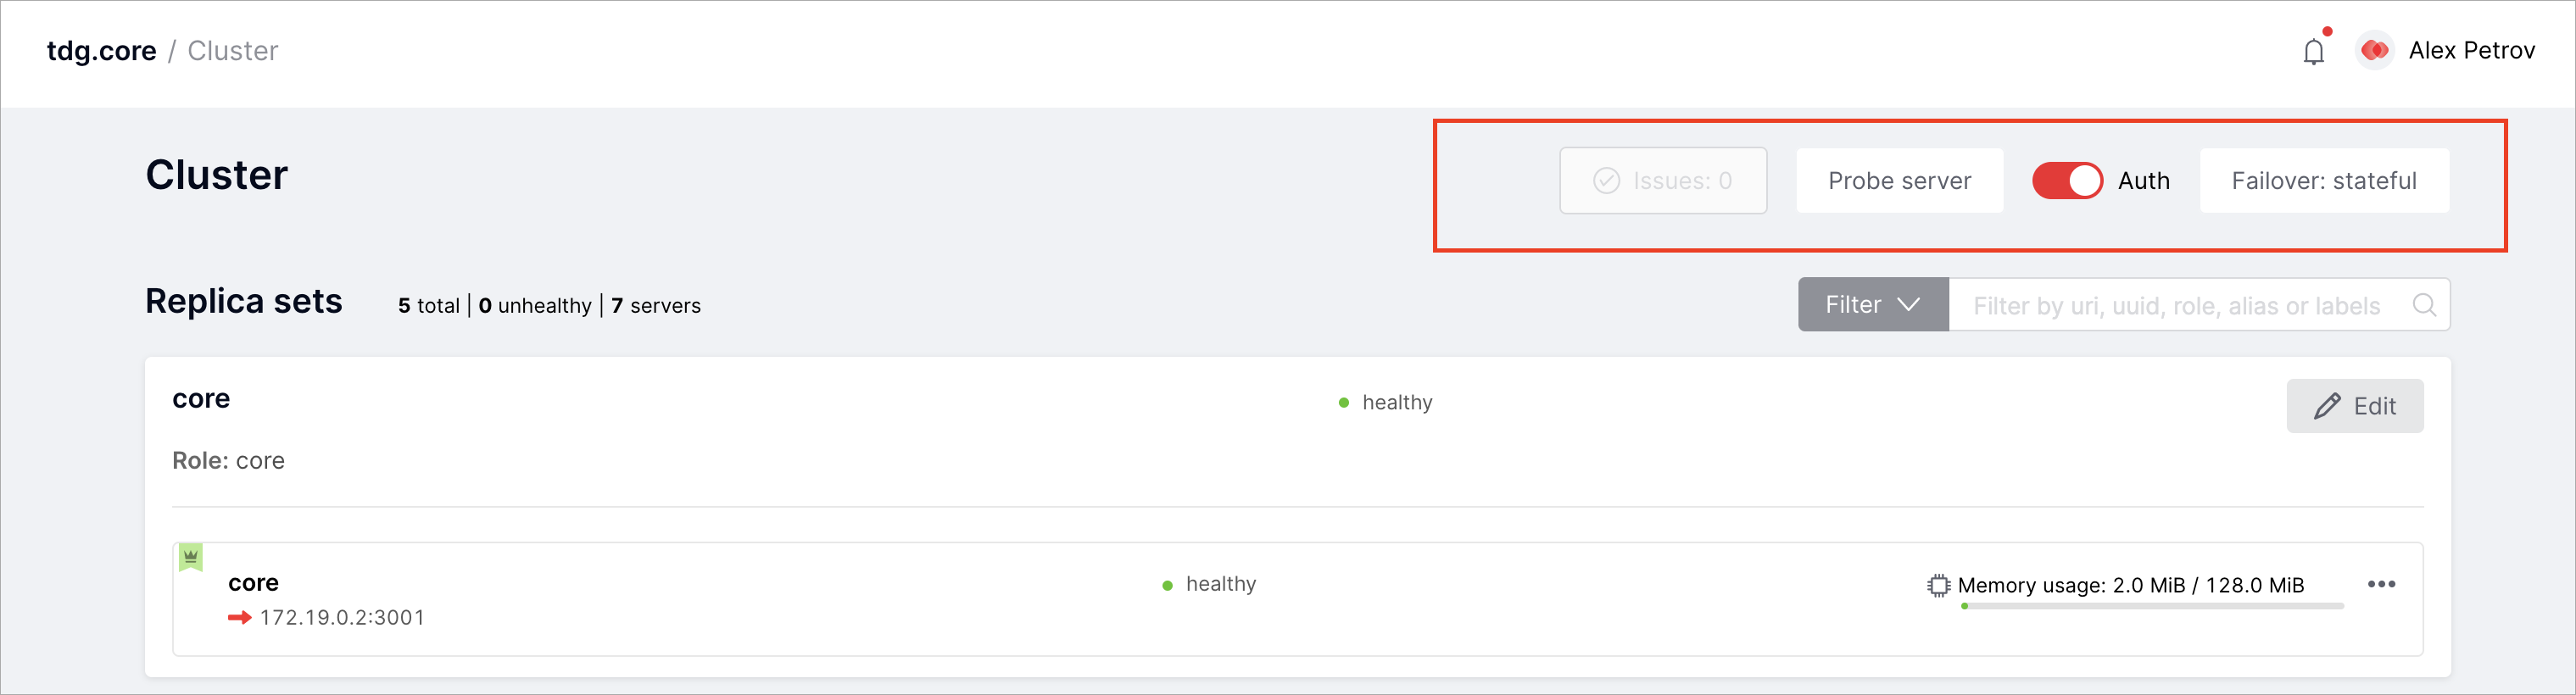 tdg.core / Cluster
Alex Petrov
Cluster
Issues: 0
Probe server
Auth
Failover: stateful
Replica sets
5 total | 0 unhealthy | 7 servers
Filter
Filter by uri, uuid, role, alias or labels
core
healthy
Edit
Role: core
core
healthy
Memory usage: 2.0 MiB / 128.0 MiB
172.19.0.2:3001